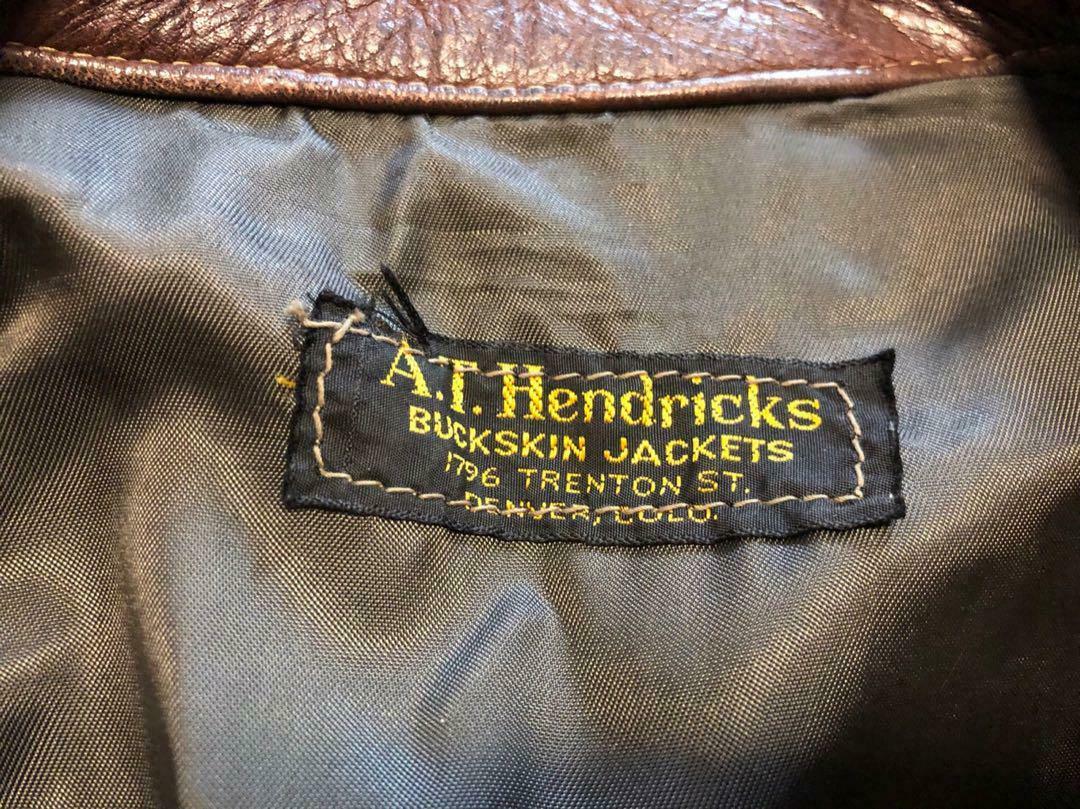 A.T. Hendricks
BUCKSKIN JACKETS
1796 TRENTON ST.
DENVER, COLO.